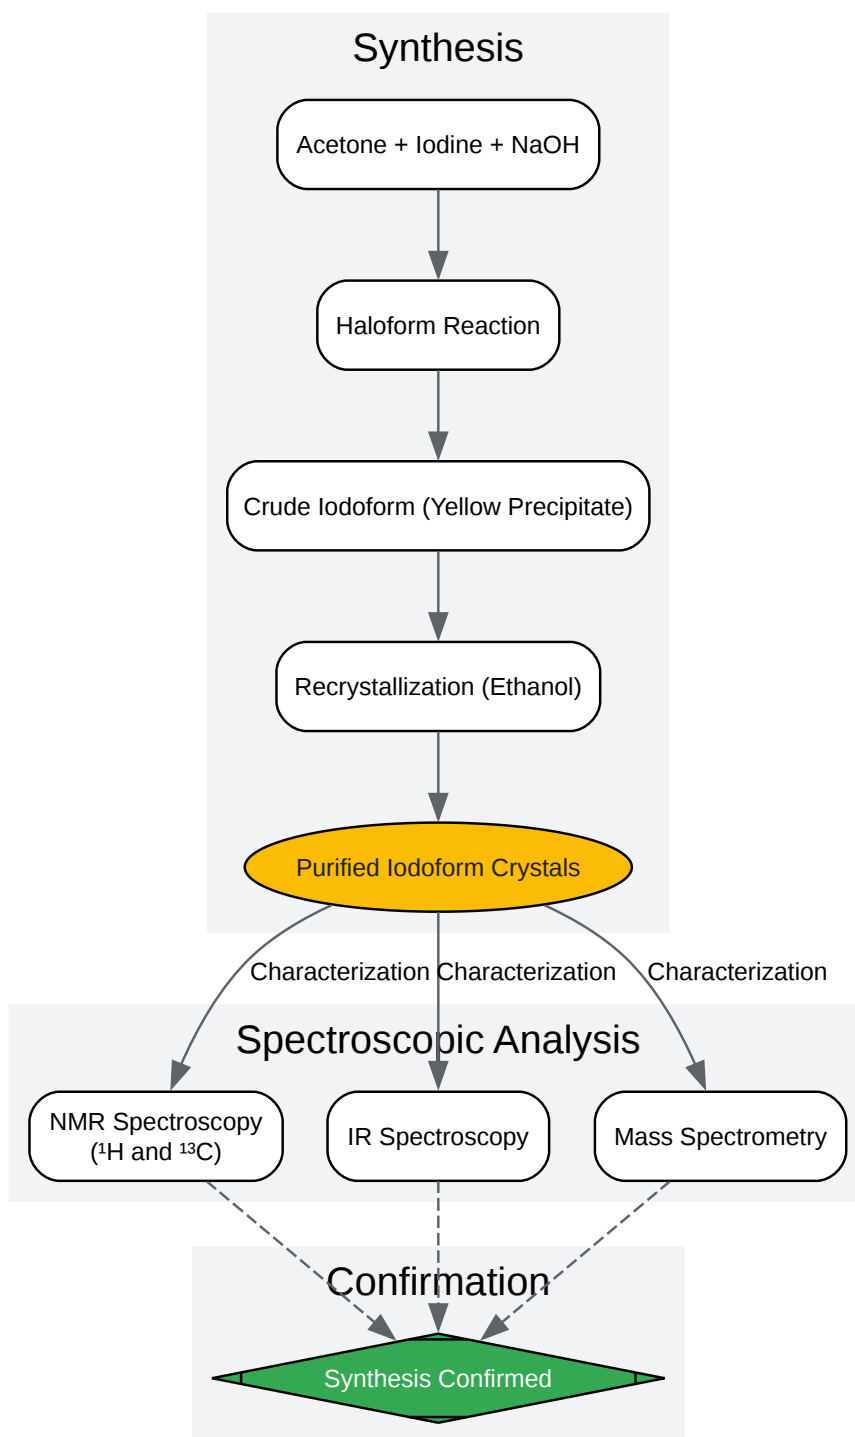 Synthesis
Acetone + Iodine + NaOH
Haloform Reaction
Crude Iodoform (Yellow Precipitate)
Recrystallization (Ethanol)
Purified Iodoform Crystals
Characterization
Characterization
Characterization
Spectroscopic Analysis
NMR Spectroscopy
(¹H and ¹³C)
IR Spectroscopy
Mass Spectrometry
Confirmation
Synthesis Confirmed